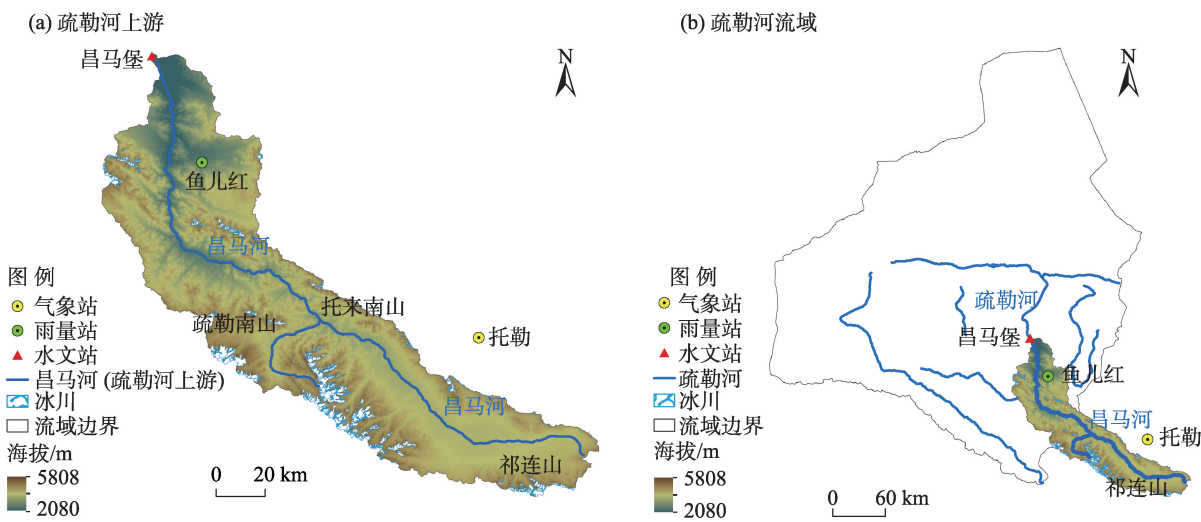 (a) 疏勒河上游
昌马堡
N
鱼儿红
昌马河
托来南山
疏勒南山
托勒
昌马河
祁连山
图 例
气象站
雨量站
水文站
昌马河 (疏勒河上游)
冰川
流域边界
海拔/m
5808
2080
0 20 km
(b) 疏勒河流域
N
疏勒河
昌马堡
鱼儿红
昌马河
托勒
祁连山
图 例
气象站
雨量站
水文站
疏勒河
冰川
流域边界
海拔/m
5808
2080
0 60 km